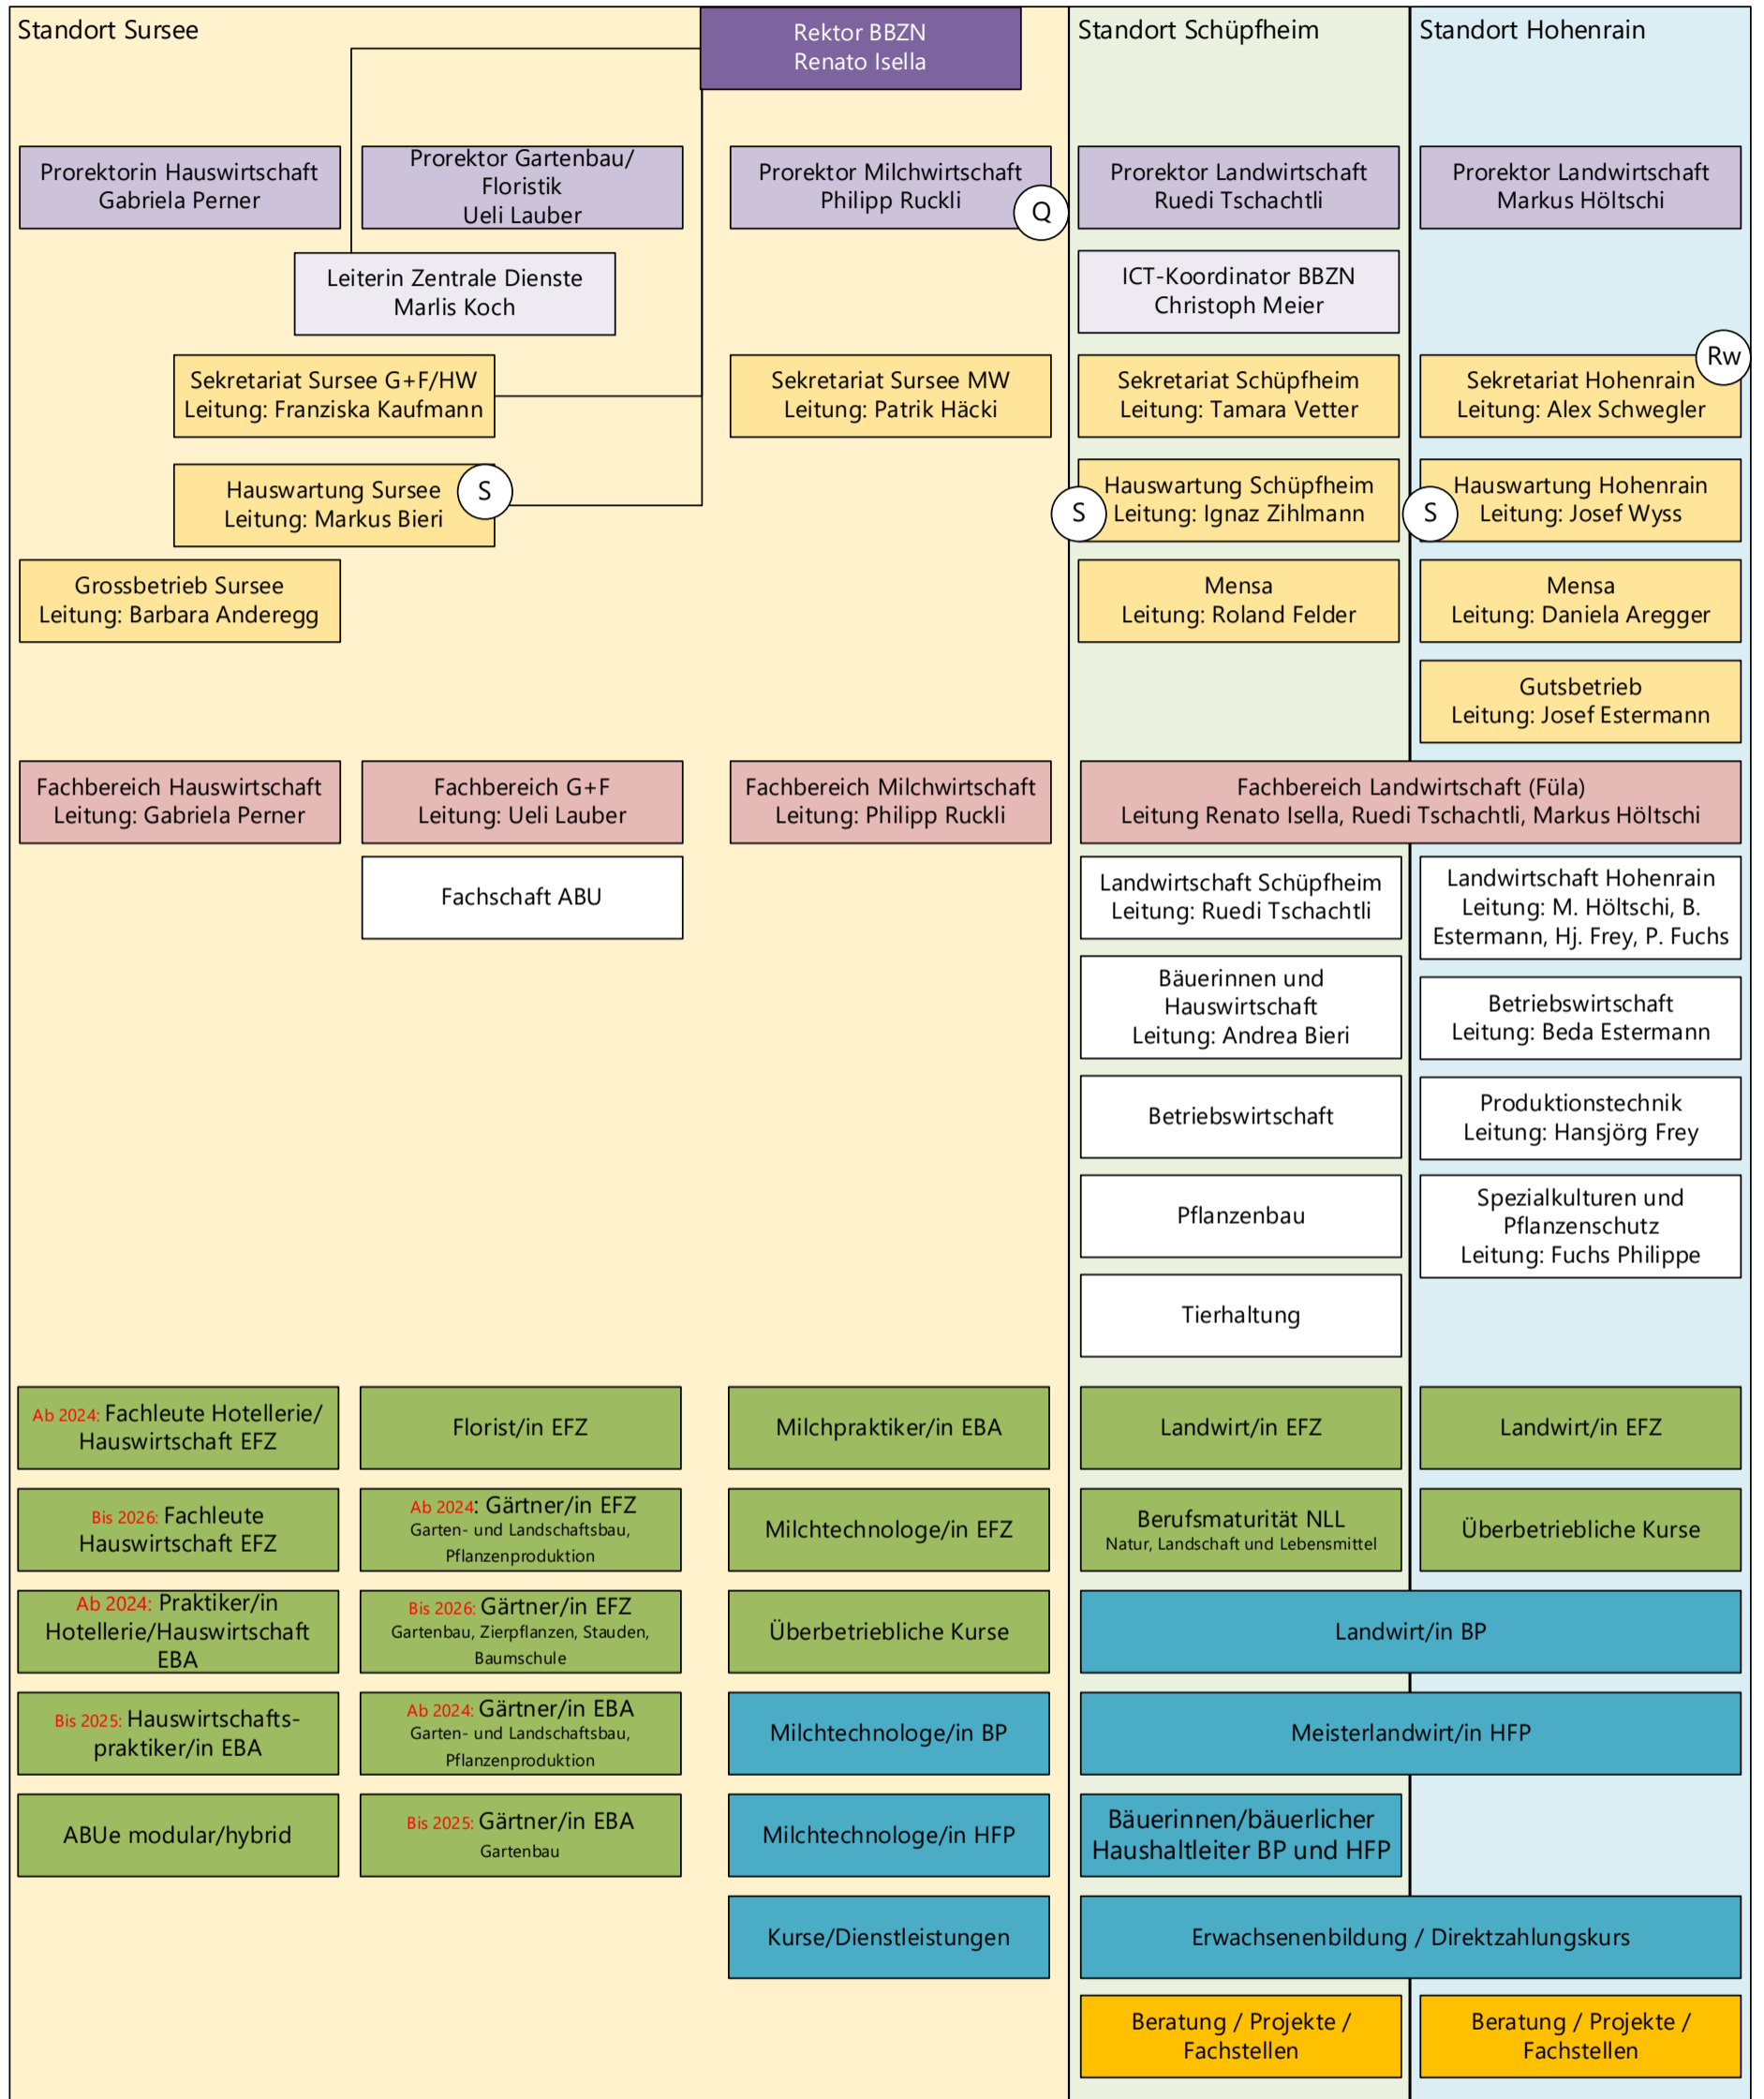 Standort Sursee
Rektor BBZN
Renato Isella
Standort Schüpfheim
Standort Hohenrain
Prorektorin Hauswirtschaft
Gabriela Perner
Prorektor Gartenbau/
Floristik
Ueli Lauber
Prorektor Milchwirtschaft
Philipp Ruckli
Q
Prorektor Landwirtschaft
Ruedi Tschachtli
Prorektor Landwirtschaft
Markus Höltschi
Leiterin Zentrale Dienste
Marlis Koch
ICT-Koordinator BBZN
Christoph Meier
Sekretariat Sursee G+F/HW
Leitung: Franziska Kaufmann
Sekretariat Sursee MW
Leitung: Patrik Häcki
Sekretariat Schüpfheim
Leitung: Tamara Vetter
Rw
Sekretariat Hohenrain
Leitung: Alex Schwegler
Hauswartung Sursee
Leitung: Markus Bieri
S
S
Hauswartung Schüpfheim
Leitung: Ignaz Zihlmann
S
Hauswartung Hohenrain
Leitung: Josef Wyss
Grossbetrieb Sursee
Leitung: Barbara Anderegg
Mensa
Leitung: Roland Felder
Mensa
Leitung: Daniela Aregger
Gutsbetrieb
Leitung: Josef Estermann
Fachbereich Hauswirtschaft
Leitung: Gabriela Perner
Fachbereich G+F
Leitung: Ueli Lauber
Fachbereich Milchwirtschaft
Leitung: Philipp Ruckli
Fachbereich Landwirtschaft (Füla)
Leitung Renato Isella, Ruedi Tschachtli, Markus Höltschi
Fachschaft ABU
Landwirtschaft Schüpfheim
Leitung: Ruedi Tschachtli
Landwirtschaft Hohenrain
Leitung: M. Höltschi, B.
Estermann, Hj. Frey, P. Fuchs
Bäuerinnen und
Hauswirtschaft
Leitung: Andrea Bieri
Betriebswirtschaft
Leitung: Beda Estermann
Betriebswirtschaft
Produktionstechnik
Leitung: Hansjörg Frey
Pflanzenbau
Spezialkulturen und
Pflanzenschutz
Leitung: Fuchs Philippe
Tierhaltung
Ab 2024: Fachleute Hotellerie/
Hauswirtschaft EFZ
Florist/in EFZ
Milchpraktiker/in EBA
Landwirt/in EFZ
Landwirt/in EFZ
Bis 2026: Fachleute
Hauswirtschaft EFZ
Ab 2024: Gärtner/in EFZ
Garten- und Landschaftsbau,
Pflanzenproduktion
Milchtechnologe/in EFZ
Berufsmaturität NLL
Natur, Landschaft und Lebensmittel
Überbetriebliche Kurse
Ab 2024: Praktiker/in
Hotellerie/Hauswirtschaft
EBA
Bis 2026: Gärtner/in EFZ
Gartenbau, Zierpflanzen, Stauden,
Baumschule
Überbetriebliche Kurse
Landwirt/in BP
Bis 2025: Hauswirtschafts-
praktiker/in EBA
Ab 2024: Gärtner/in EBA
Garten- und Landschaftsbau,
Pflanzenproduktion
Milchtechnologe/in BP
Meisterlandwirt/in HFP
ABUe modular/hybrid
Bis 2025: Gärtner/in EBA
Gartenbau
Milchtechnologe/in HFP
Bäuerinnen/bäuerlicher
Haushaltleiter BP und HFP
Kurse/Dienstleistungen
Erwachsenenbildung / Direktzahlungskurs
Beratung / Projekte /
Fachstellen
Beratung / Projekte /
Fachstellen